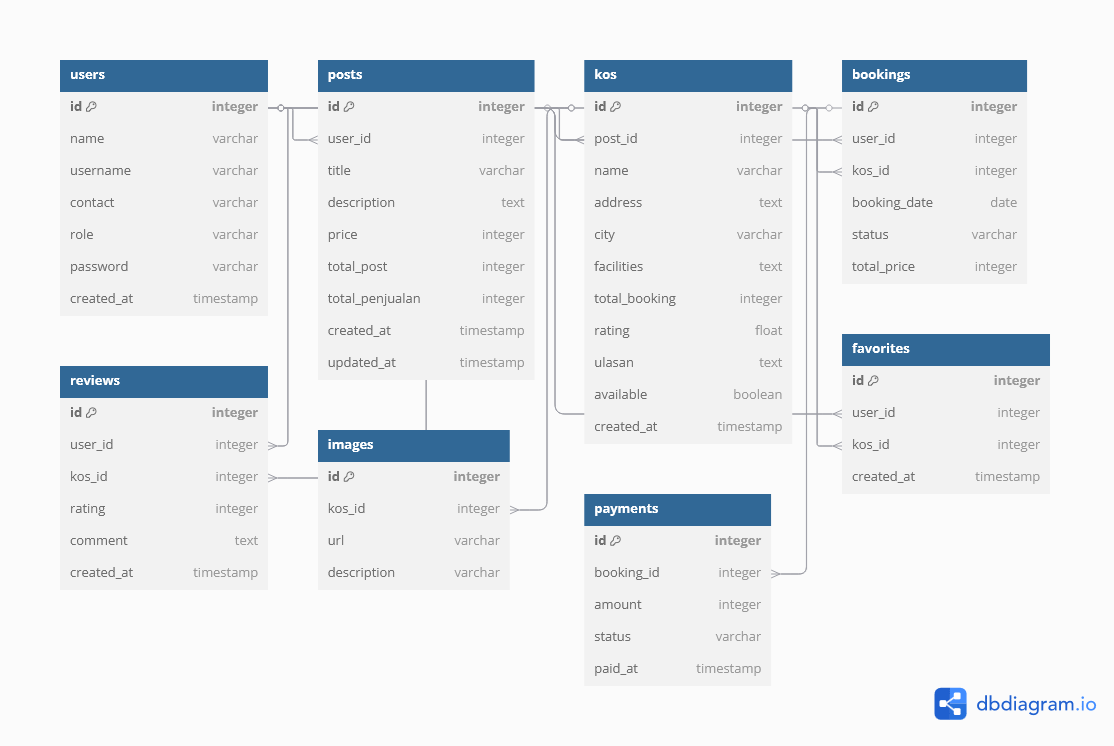 users
id integer
name varchar
username varchar
contact varchar
role varchar
password varchar
created_at timestamp
posts
id integer
user_id integer
title varchar
description text
price integer
total_post integer
total_penjualan integer
created_at timestamp
updated_at timestamp
kos
id integer
post_id integer
name varchar
address text
city varchar
facilities text
total_booking integer
rating float
ulasan text
available boolean
created_at timestamp
bookings
id integer
user_id integer
kos_id integer
booking_date date
status varchar
total_price integer
reviews
id integer
user_id integer
kos_id integer
rating integer
comment text
created_at timestamp
images
id integer
kos_id integer
url varchar
description varchar
favorites
id integer
user_id integer
kos_id integer
created_at timestamp
payments
id integer
booking_id integer
amount integer
status varchar
paid_at timestamp
dbdiagram.io